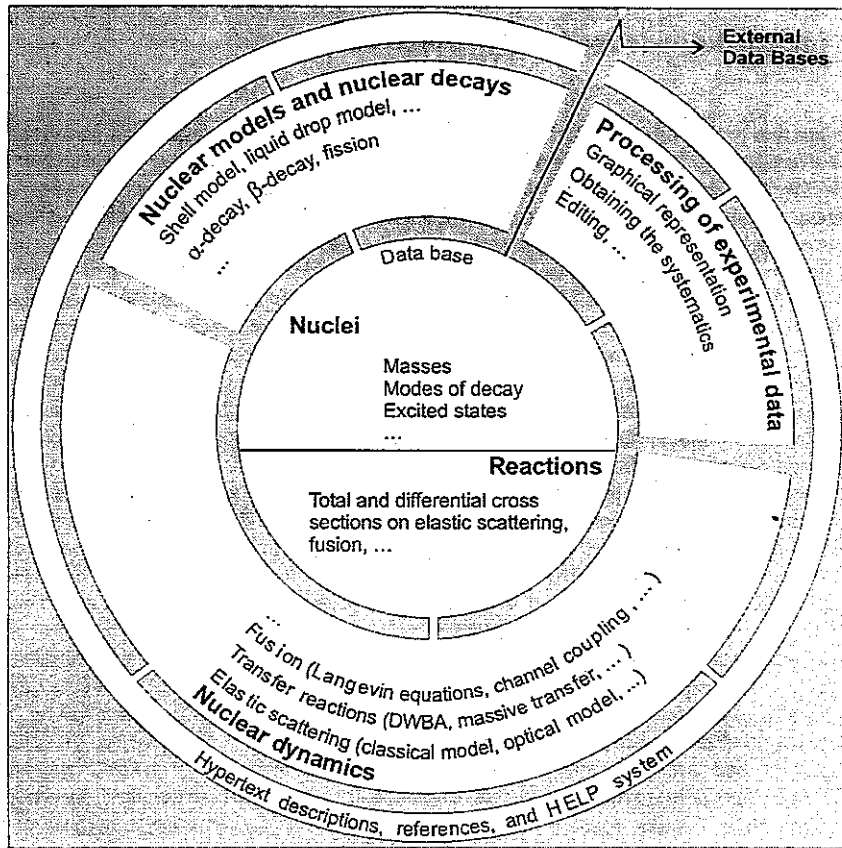 External
Data Bases
Nuclear models and nuclear decays
Shell model, liquid drop model, ...
α-decay, β-decay, fission
...
Processing of experimental data
Graphical representation
Obtaining the systematics
Editing, ...
Data base
Nuclei
Masses
Modes of decay
Excited states
...
Reactions
Total and differential cross
sections on elastic scattering,
fusion, ...
...
Fusion (Langevin equations, channel coupling , ... )
Transfer reactions (DWBA, massive transfer, ... )
Elastic scattering (classical model, optical model, ...)
Nuclear dynamics
Hypertext descriptions, references, and HELP system